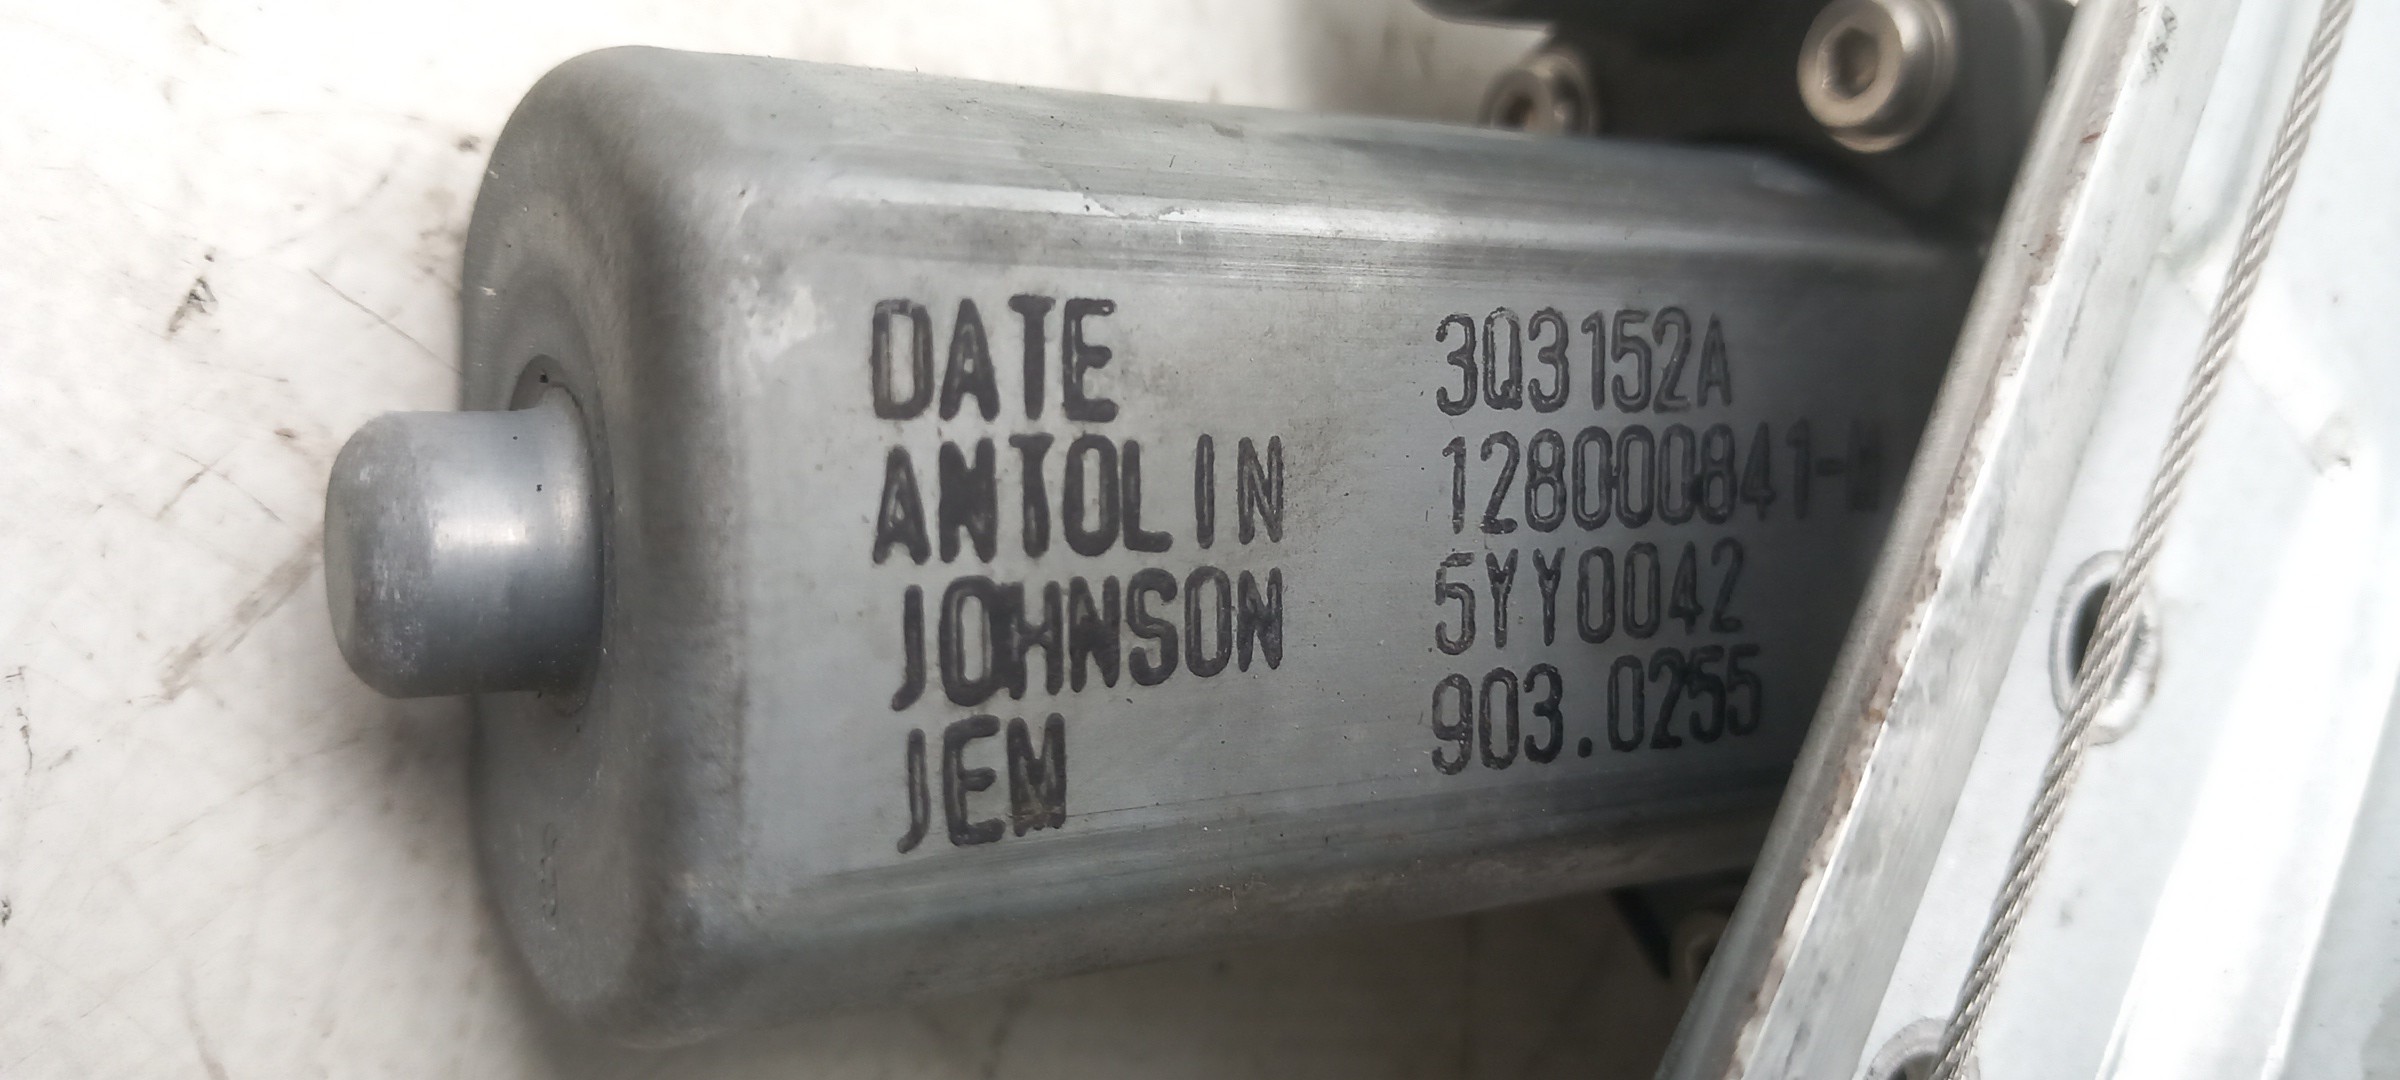 DATE 3Q3152A
ANTOLIN 128000841-M
JOHNSON 5YY0042
JEM 903.0255